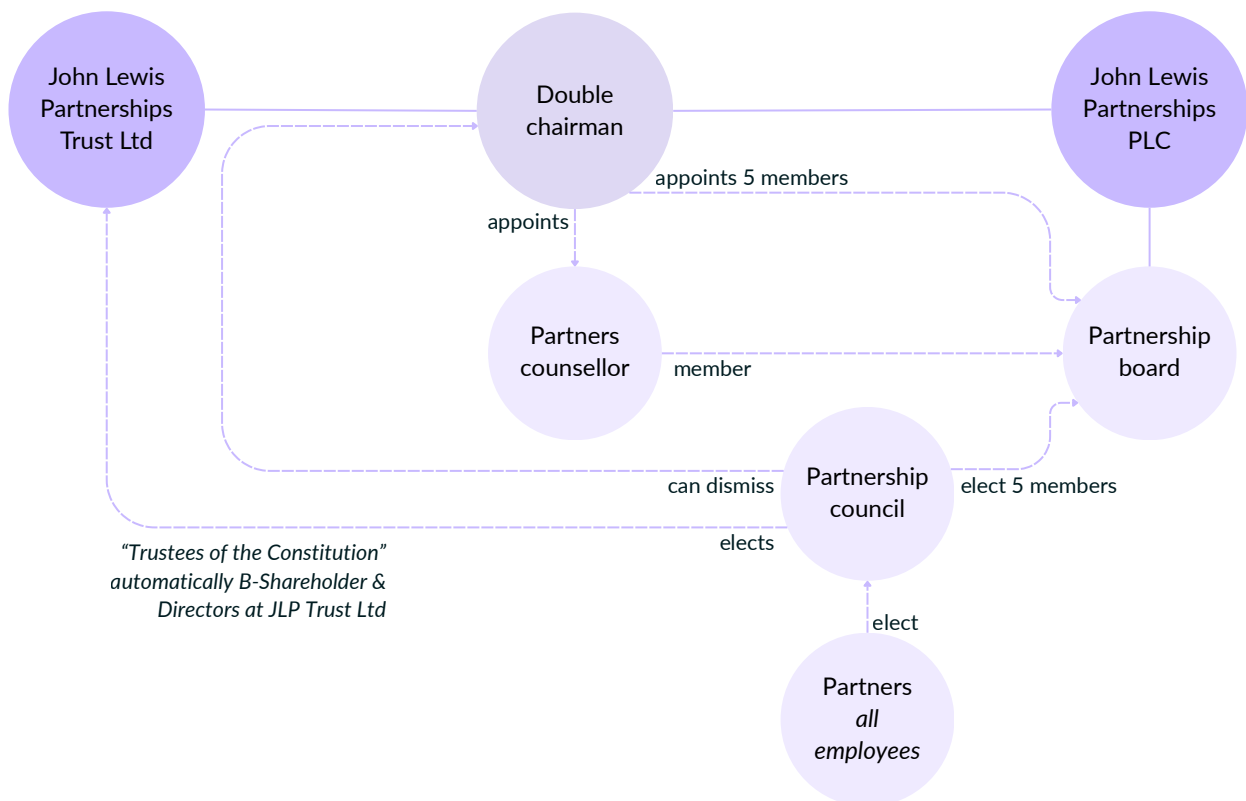 John Lewis
Partnerships
Trust Ltd
Double
chairman
John Lewis
Partnerships
PLC
appoints 5 members
appoints
Partners
counsellor
member
Partnership
board
Partnership
council
can dismiss
elect 5 members
elects
“Trustees of the Constitution”
automatically B-Shareholder &
Directors at JLP Trust Ltd
elect
Partners
all
employees